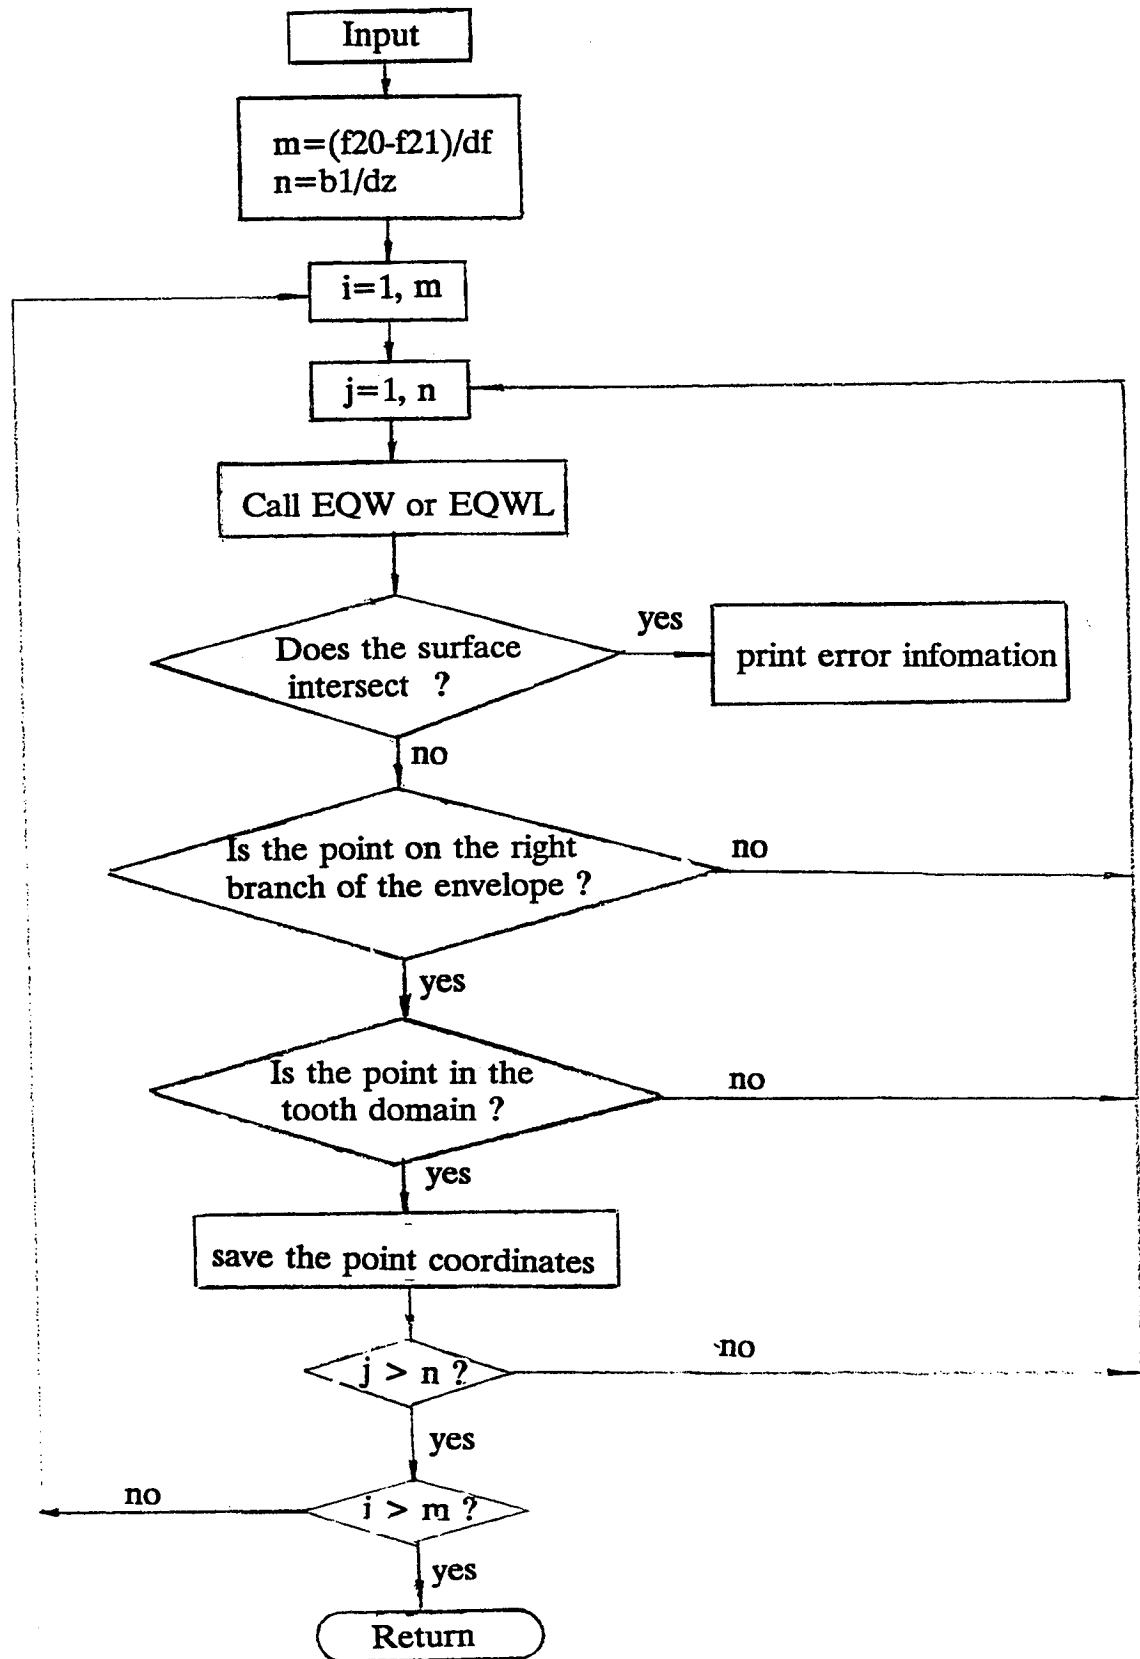 Input
m=(f20-f21)/df
n=b1/dz
i=1, m
j=1, n
Call EQW or EQWL
Does the surface
intersect ?
yes
print error infomation
no
Is the point on the right
branch of the envelope ?
no
yes
Is the point in the
tooth domain ?
no
yes
save the point coordinates
j > n ?
no
yes
i > m ?
no
yes
Return